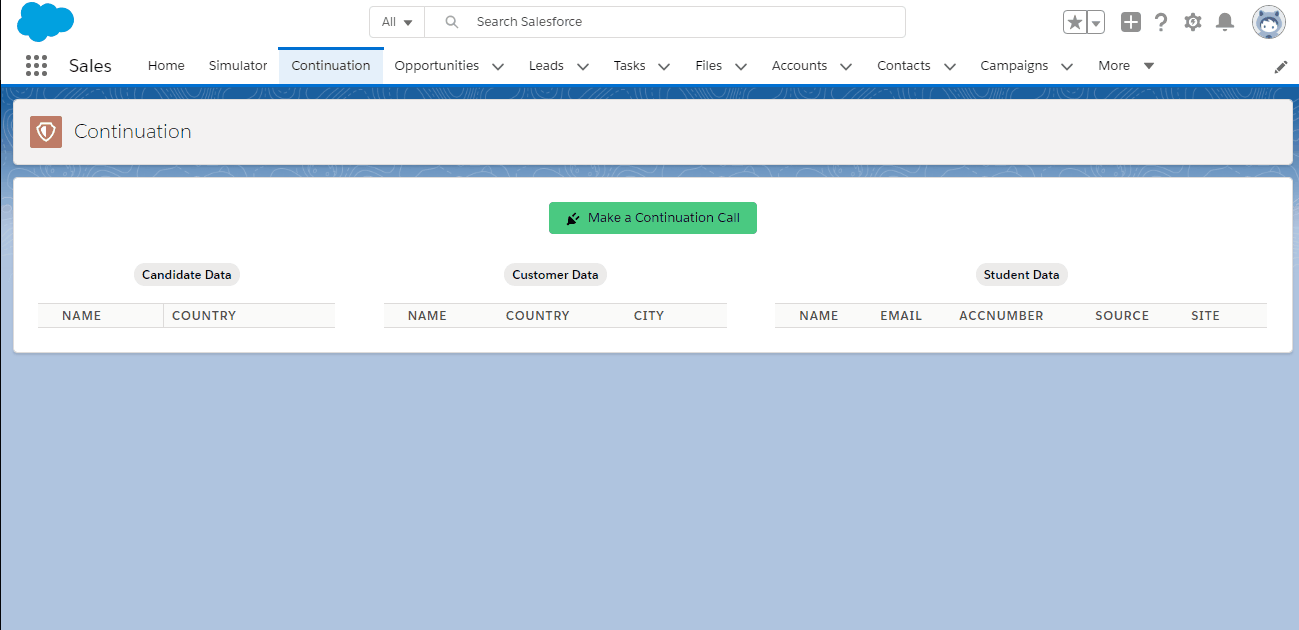 All Search Salesforce
Sales Home Simulator Continuation Opportunities Leads Tasks Files Accounts Contacts Campaigns More
Continuation
Make a Continuation Call
Candidate Data Customer Data Student Data
NAME COUNTRY NAME COUNTRY CITY NAME EMAIL ACCNUMBER SOURCE SITE